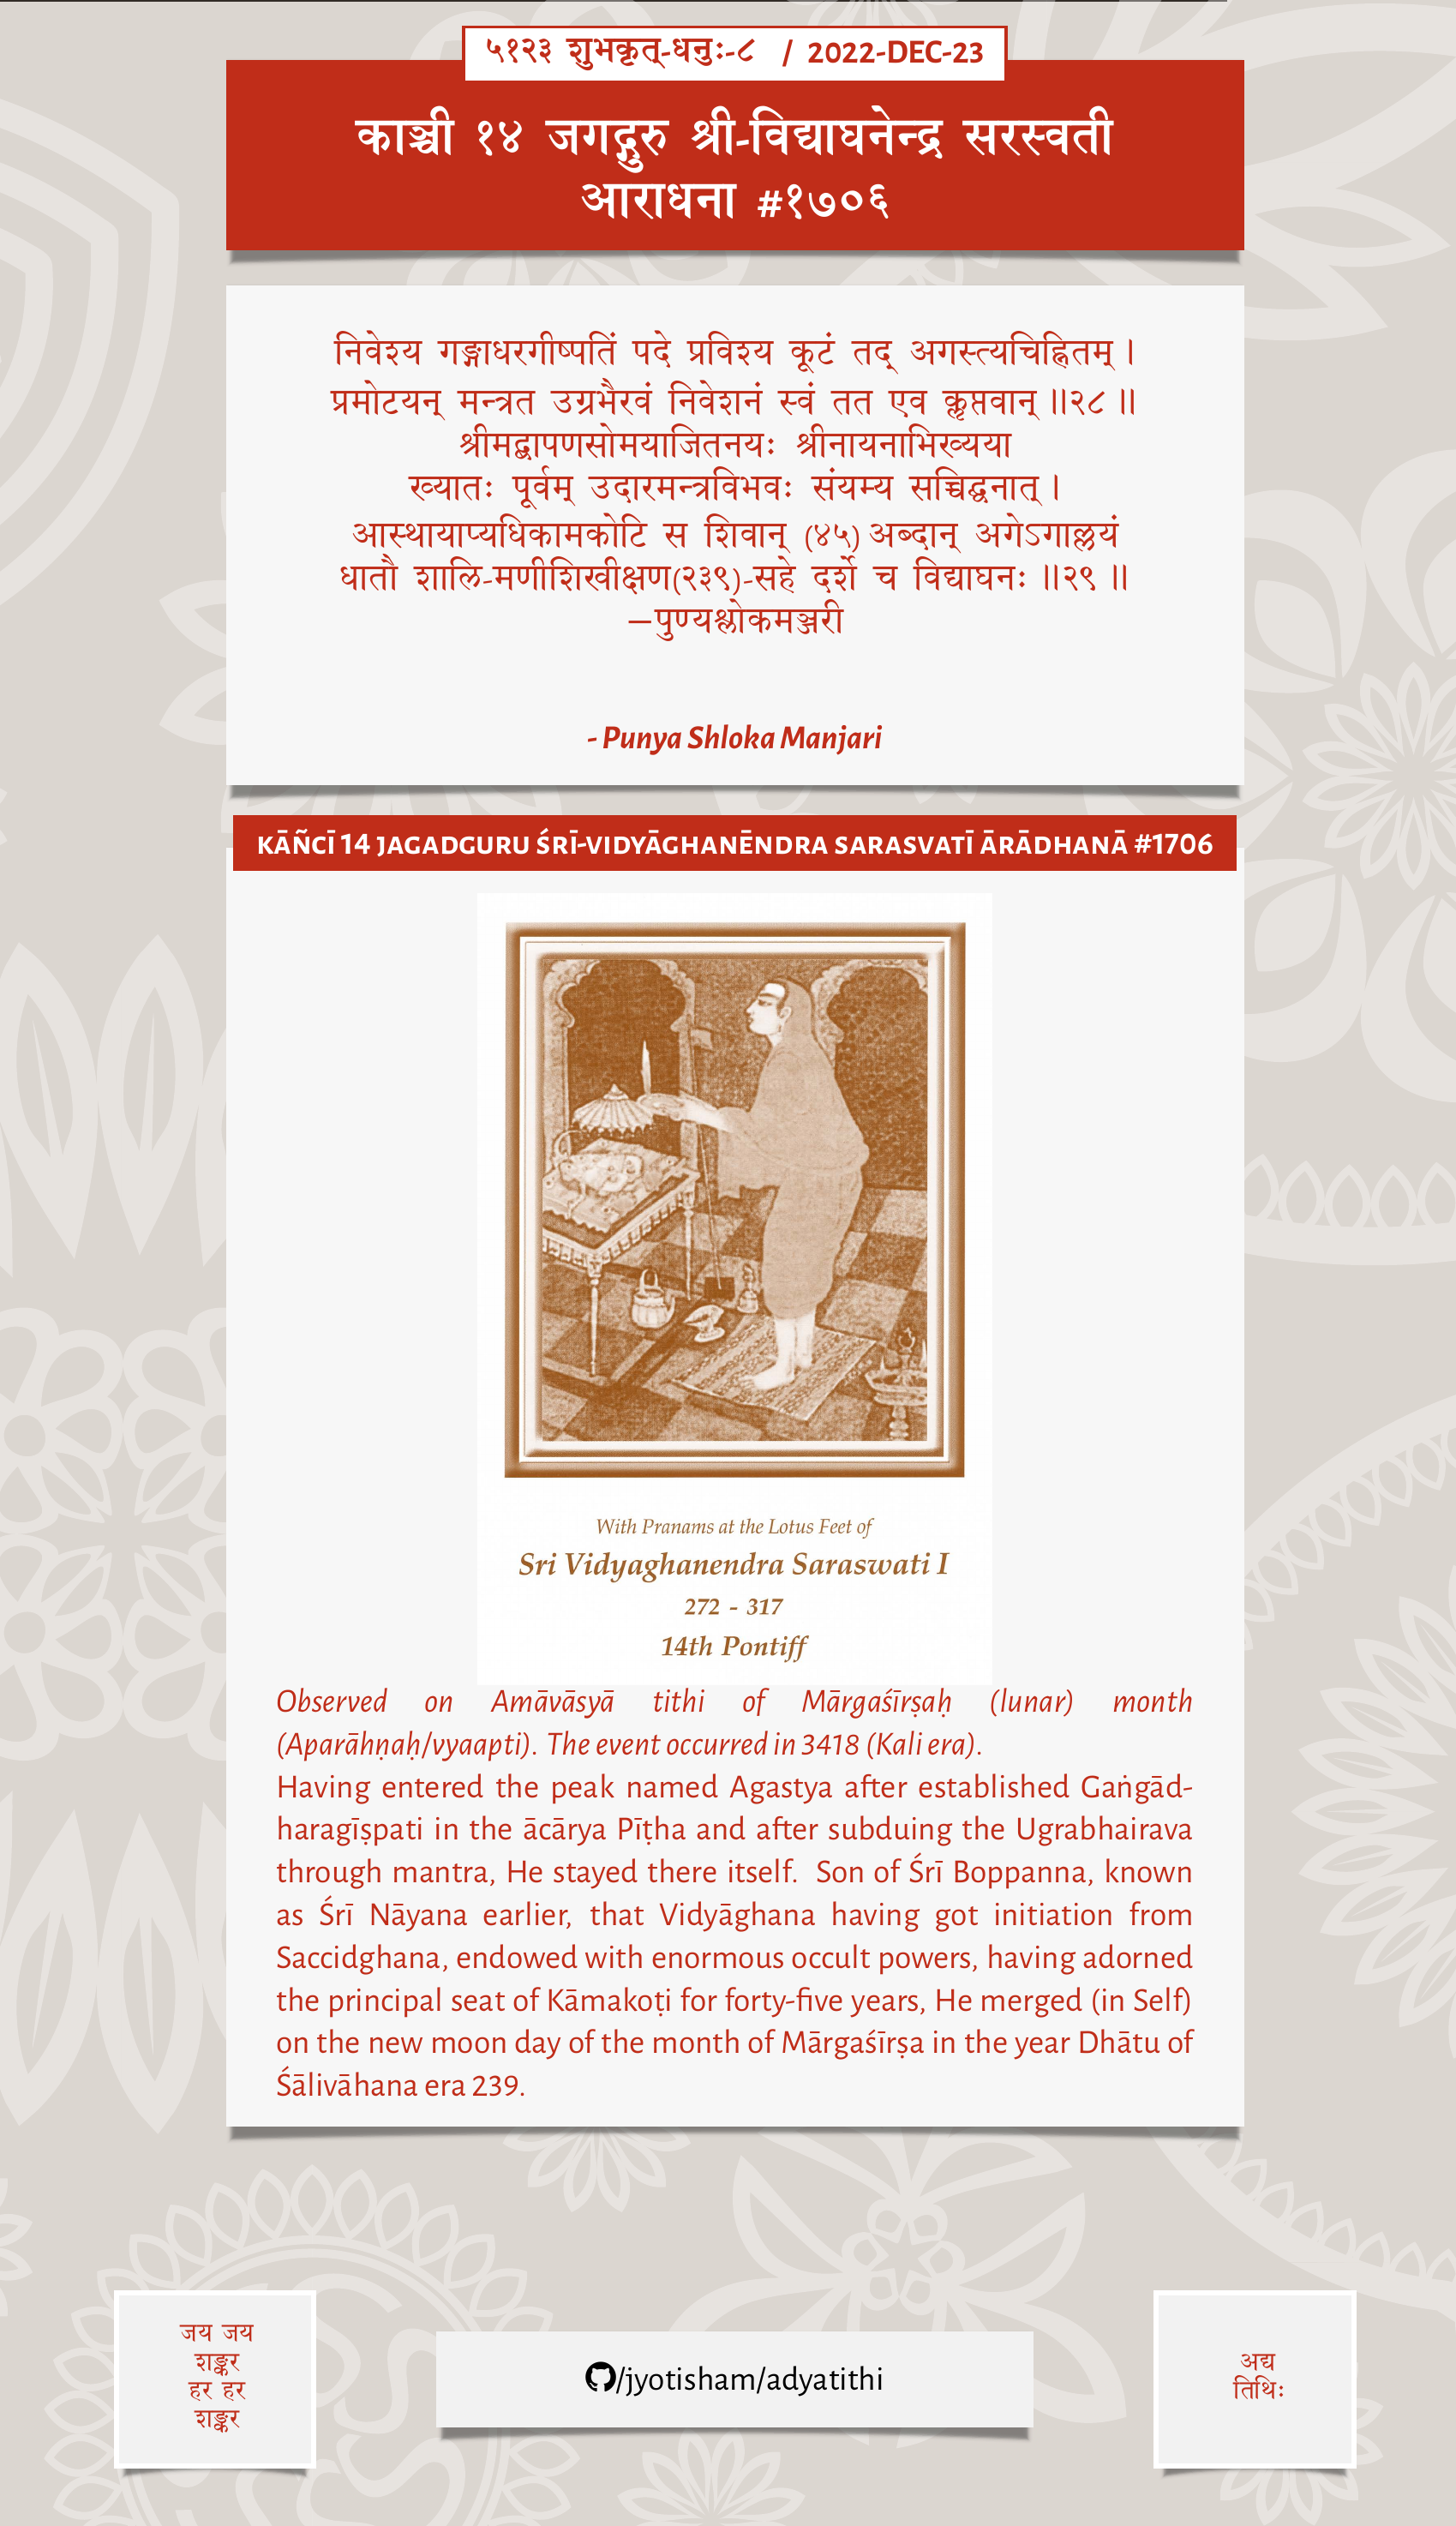 ५१२३ शुभकृत्-धनुः-८ / 2022-DEC-23
काञ्ची १४ जगद्गुरु श्री-विद्याघनेन्द्र सरस्वती
आराधना #१७०६
निवेश्य गङ्गाधरगीष्पतिं पदे प्रविश्य कूटं तद् अगस्त्यचिह्नितम्।
प्रमोटयन् मन्त्रत उग्रभैरवं निवेशनं स्वं तत एव कॢप्तवान्॥२८॥
श्रीमद्बापणसोमयाजितनयः श्रीनायनाभिख्यया
ख्यातः पूर्वम् उदारमन्त्रविभवः संयम्य सच्चिद्घनात्।
आस्थायाप्यधिकामकोटि स शिवान् (४५) अब्दान् अगेऽगाल्लयं
धातौ शालि-मणीशिखीक्षण(२३९)-सहे दर्शे च विद्याघनः॥२९॥
—पुण्यश्लोकमञ्जरी
- Punya Shloka Manjari
KĀÑCĪ 14 JAGADGURU ŚRĪ-VIDYĀGHANĒNDRA SARASVATĪ ĀRĀDHANĀ #1706
With Pranams at the Lotus Feet of
Sri Vidyaghanendra Saraswati I
272 - 317
14th Pontiff
Observed on Amāvāsyā tithi of Mārgaśīrṣaḥ (lunar) month
(Aparāhṇaḥ/vyaapti). The event occurred in 3418 (Kali era).
Having entered the peak named Agastya after established Gaṅgād-
haragīṣpati in the ācārya Pīṭha and after subduing the Ugrabhairava
through mantra, He stayed there itself. Son of Śrī Boppanna, known
as Śrī Nāyana earlier, that Vidyāghana having got initiation from
Saccidghana, endowed with enormous occult powers, having adorned
the principal seat of Kāmakoṭi for forty-five years, He merged (in Self)
on the new moon day of the month of Mārgaśīrṣa in the year Dhātu of
Śālivāhana era 239.
जय जय
शङ्कर
हर हर
शङ्कर
/jyotisham/adyatithi
अद्य
तिथिः